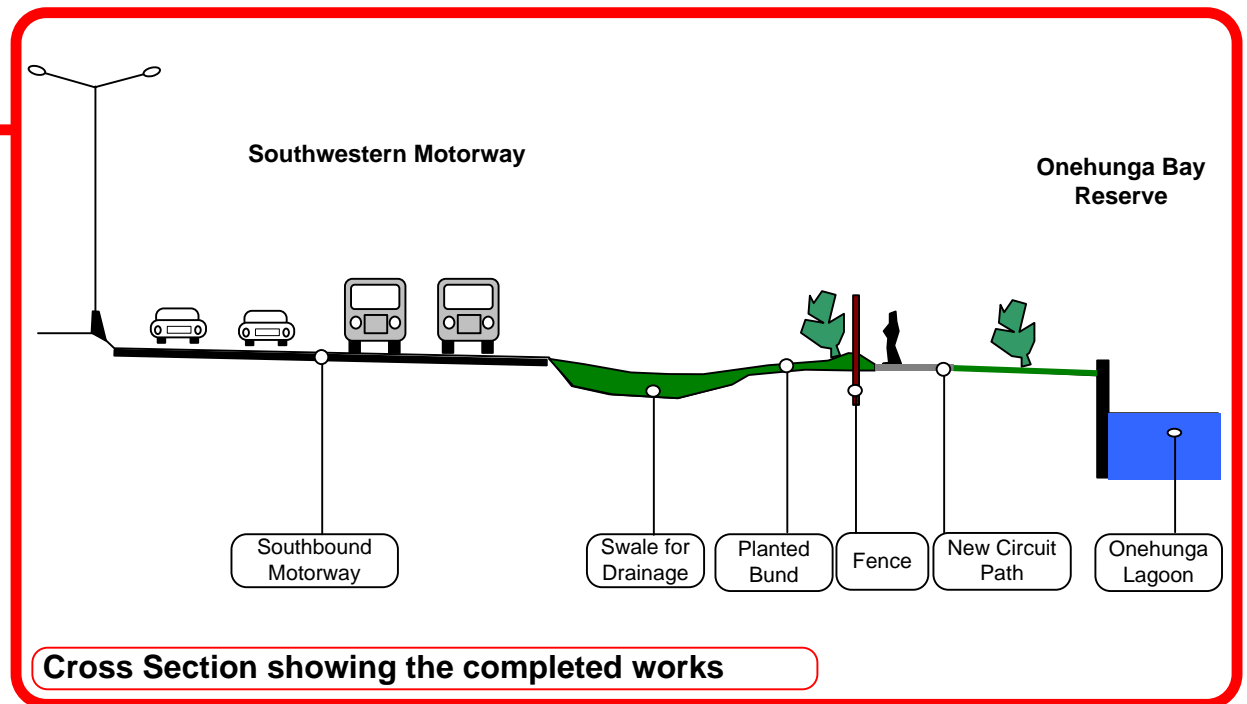 Southwestern Motorway
Onehunga Bay
Reserve
Southbound
Motorway
Swale for
Drainage
Planted
Bund
Fence
New Circuit
Path
Onehunga
Lagoon
Cross Section showing the completed works